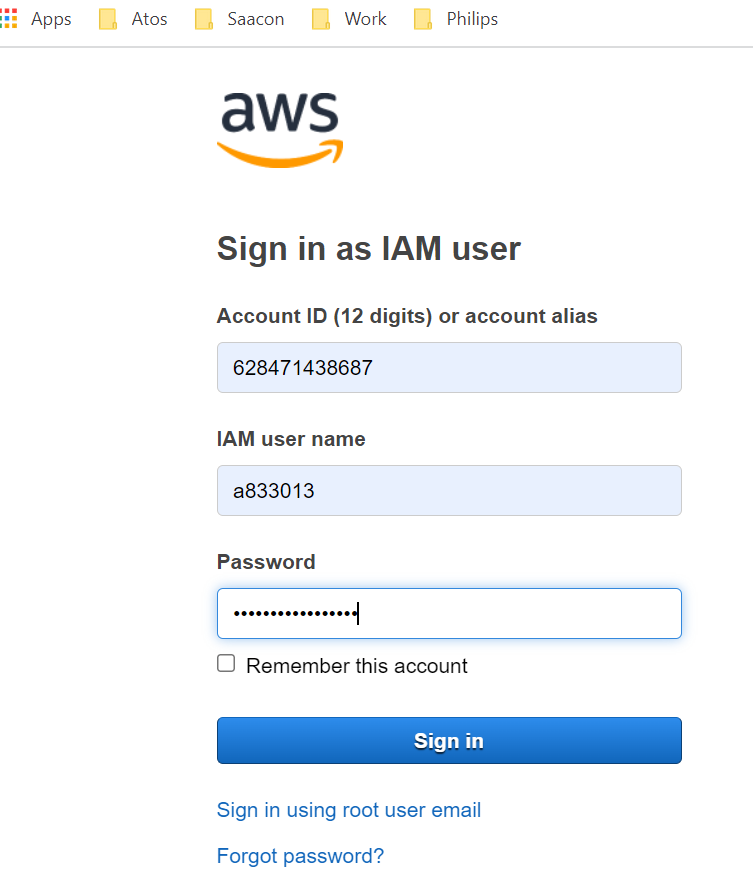 Apps Atos Saacon Work Philips
aws
Sign in as IAM user
Account ID (12 digits) or account alias
628471438687
IAM user name
a833013
Password
•••••••••••••••••
Remember this account
Sign in
Sign in using root user email
Forgot password?